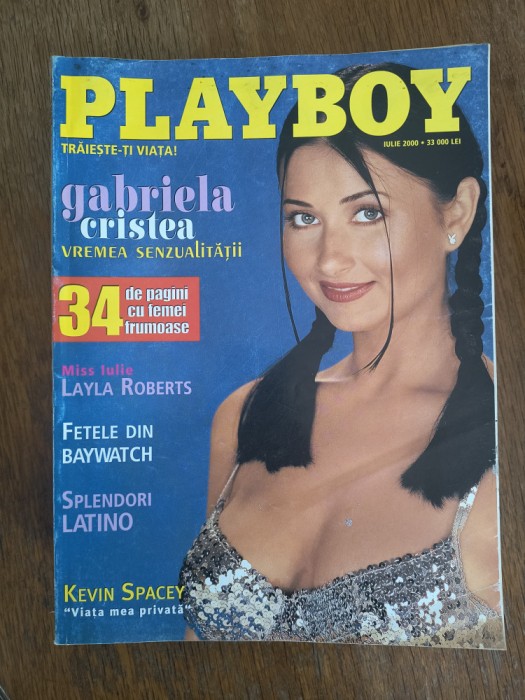 PLAYBOY
TRĂIEȘTE-ȚI VIAȚA!
IULIE 2000 • 33 000 LEI
gabriela
cristea
VREMEA SENZUALITĂȚII
34
de pagini
cu femei
frumoase
Miss Iulie
LAYLA ROBERTS
FETELE DIN
BAYWATCH
SPLENDORI
LATINO
KEVIN SPACEY
"Viața mea privată"